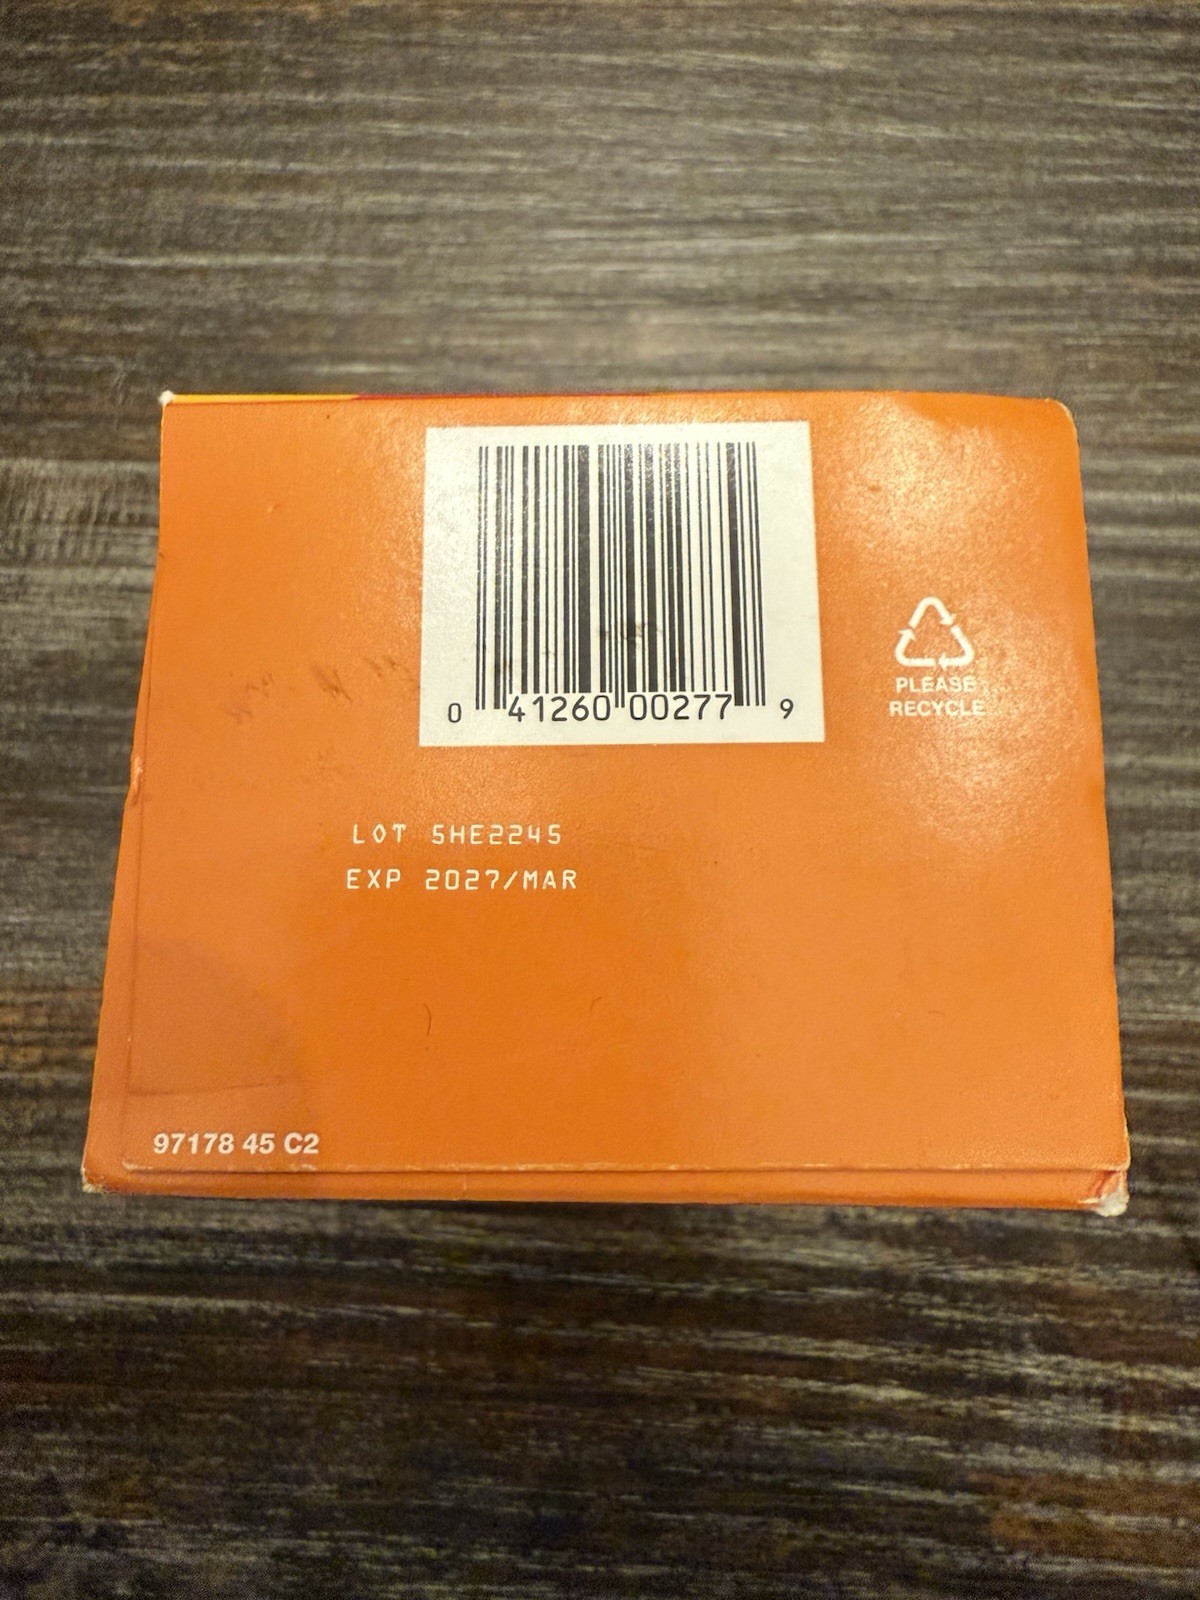 0 41260 00277 9
PLEASE
RECYCLE
LOT 5HE2245
EXP 2027/MAR
97178 45 C2